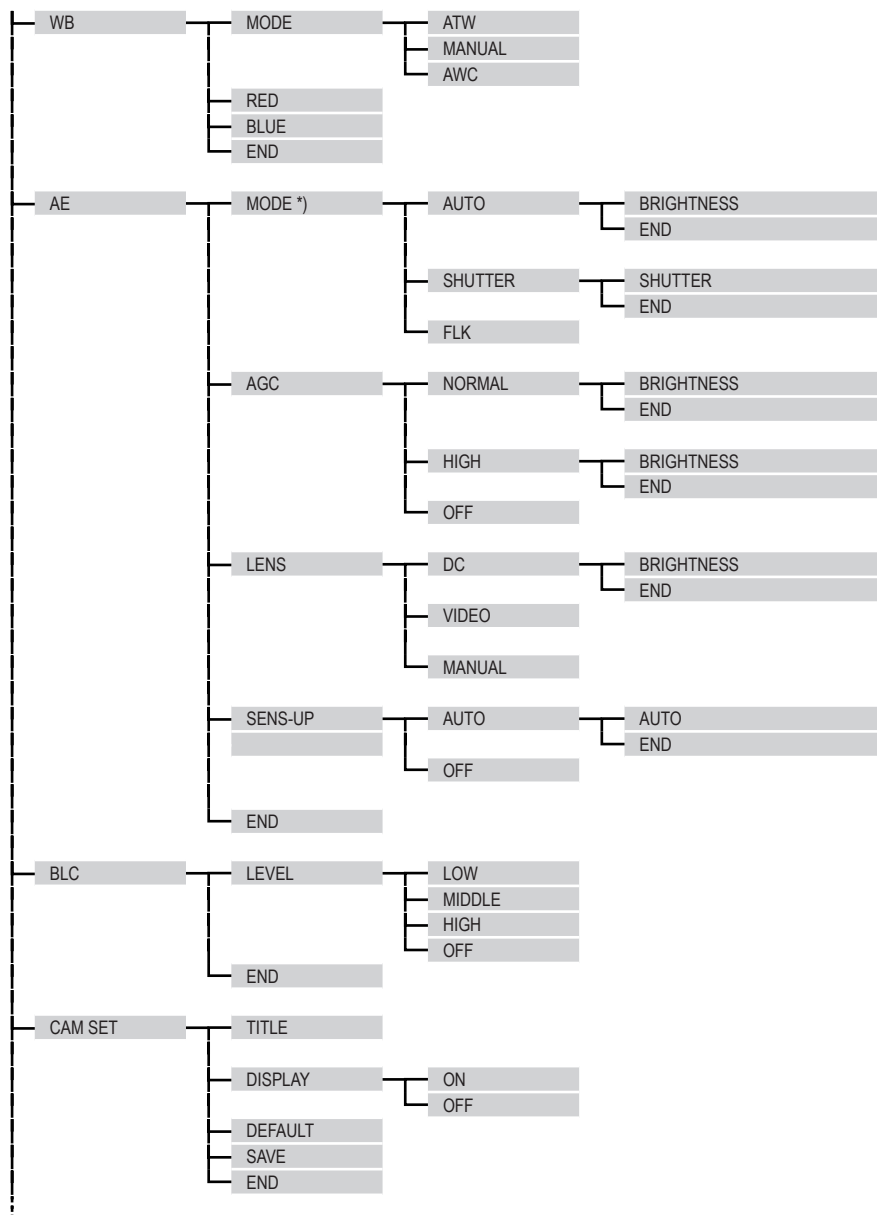 WB MODE ATW
MANUAL
AWC
RED
BLUE
END
AE MODE *) AUTO BRIGHTNESS
END
SHUTTER SHUTTER
END
FLK
AGC NORMAL BRIGHTNESS
END
HIGH BRIGHTNESS
END
OFF
LENS DC BRIGHTNESS
END
VIDEO
MANUAL
SENS-UP AUTO AUTO
END
OFF
END
BLC LEVEL LOW
MIDDLE
HIGH
OFF
END
CAM SET TITLE
DISPLAY ON
OFF
DEFAULT
SAVE
END